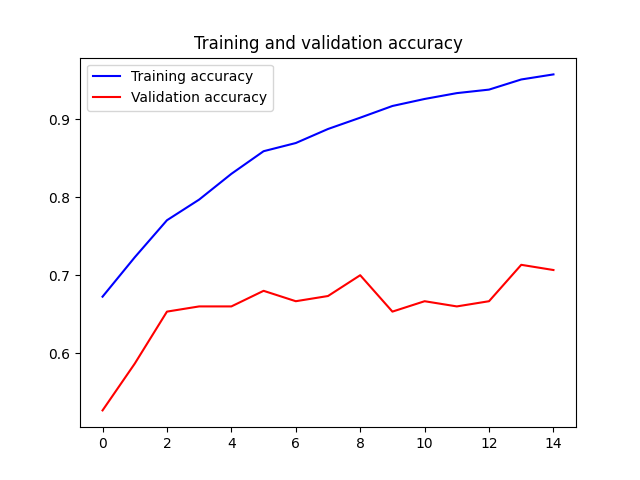 Training and validation accuracy
Training accuracy
Validation accuracy
0.9
0.8
0.7
0.6
0 2 4 6 8 10 12 14